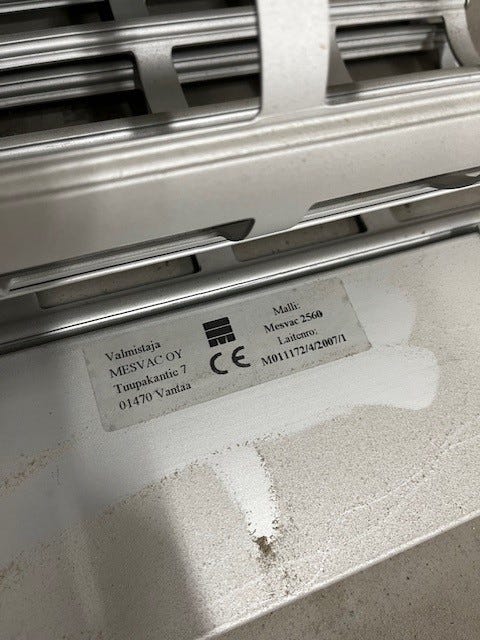 Valmistaja
MESVAC OY
Tuupakantie 7
01470 Vantaa
CE
Malli:
Mesvac 2560
Laitenro:
M011172/4/2007/1